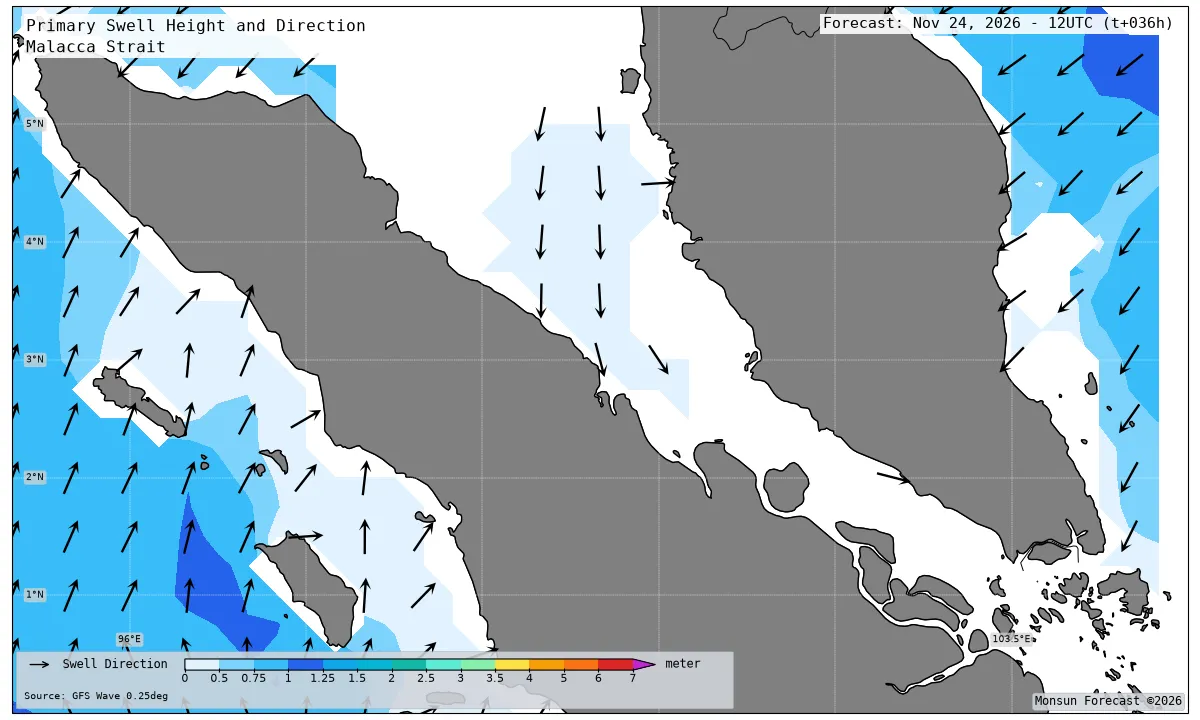 Primary Swell Height and Direction
Malacca Strait
Forecast: Nov 24, 2026 - 12UTC (t+036h)
5°N
4°N
3°N
2°N
1°N
96°E
103.5°E
Swell Direction
meter
0 0.5 0.75 1 1.25 1.5 2 2.5 3 3.5 4 5 6 7
Source: GFS Wave 0.25deg
Monsun Forecast ©2026